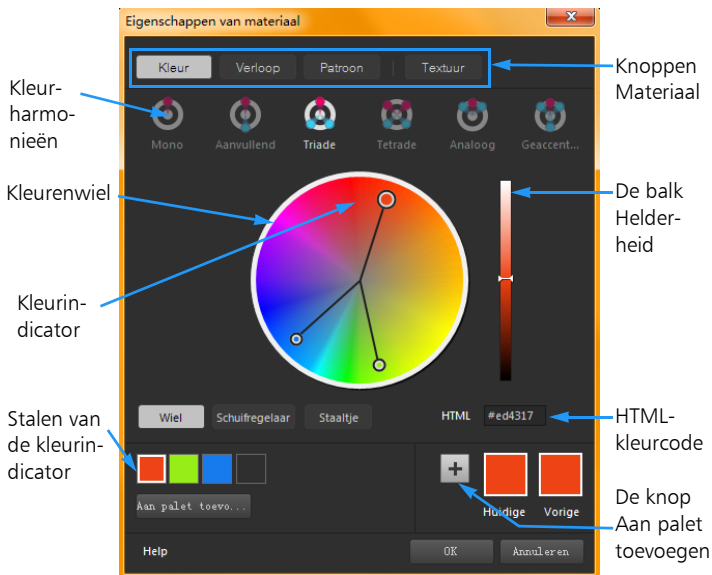 Eigenschappen van materiaal
Kleur
Verloop
Patroon
Textuur
Knoppen
Materiaal
Kleur-
harmo-
nieën
Mono
Aanvullend
Triade
Tetrade
Analoog
Geaccent...
Kleurenwiel
De balk
Helder-
heid
Kleurin-
dicator
Wiel
Schuifregelaar
Staaltje
HTML
#ed4317
HTML-
kleurcode
Stalen van
de kleurin-
dicator
Aan palet toevo...
Huidige
Vorige
De knop
Aan palet
toevoegen
Help
OK
Annuleren